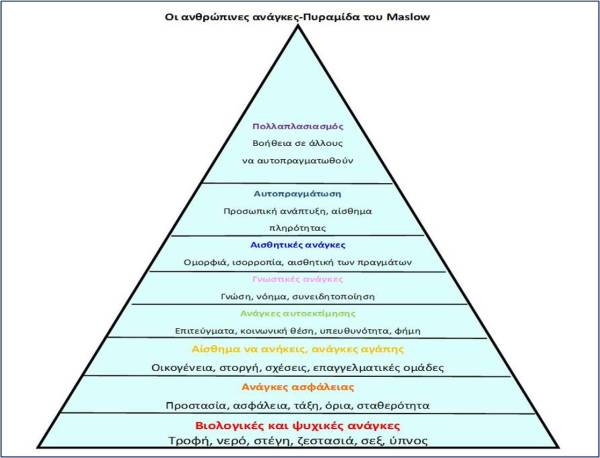 Οι ανθρώπινες ανάγκες-Πυραμίδα του Maslow
Πολλαπλασιασμός
Βοήθεια σε άλλους
να αυτοπραγματωθούν
Αυτοπραγμάτωση
Προσωπική ανάπτυξη, αίσθημα
πληρότητας
Αισθητικές ανάγκες
Ομορφιά, ισορροπία, αισθητική των πραγμάτων
Γνωστικές ανάγκες
Γνώση, νόημα, συνειδητοποίηση
Ανάγκες αυτοεκτίμησης
Επιτεύγματα, κοινωνική θέση, υπευθυνότητα, φήμη
Αίσθημα να ανήκεις, ανάγκες αγάπης
Οικογένεια, στοργή, σχέσεις, επαγγελματικές ομάδες
Ανάγκες ασφάλειας
Προστασία, ασφάλεια, τάξη, όρια, σταθερότητα
Βιολογικές και ψυχικές ανάγκες
Τροφή, νερό, στέγη, ζεστασιά, σεξ, ύπνος